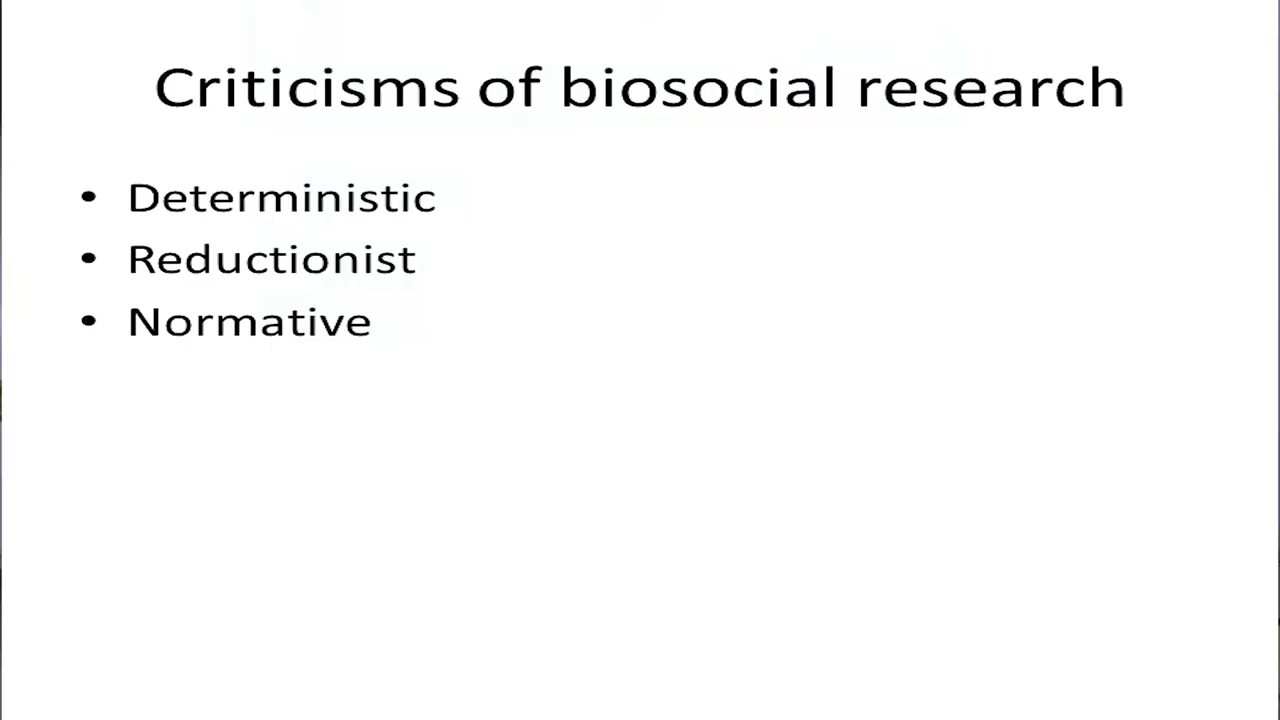 Criticisms of biosocial research
• Deterministic
• Reductionist
• Normative